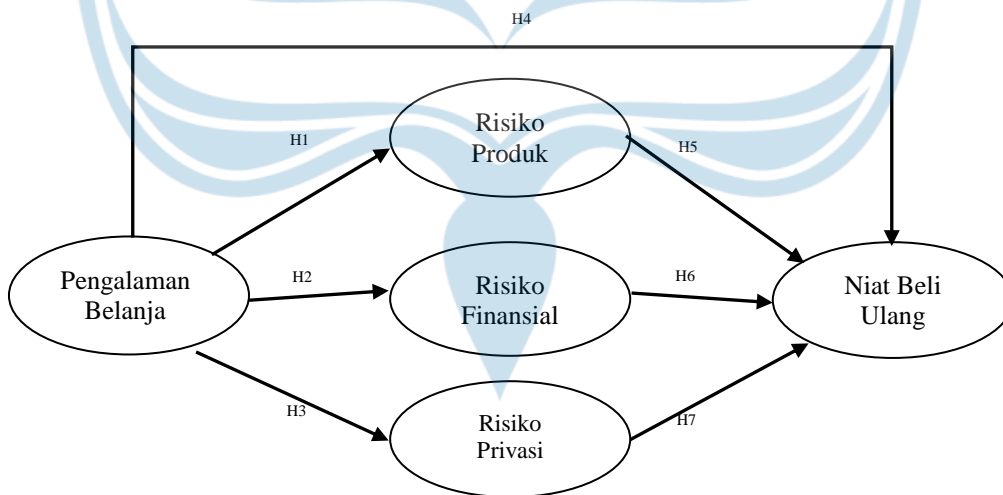 H4
Risiko
Produk
H1
H5
Pengalaman
Belanja
H2
Risiko
Finansial
H6
Niat Beli
Ulang
H3
Risiko
Privasi
H7